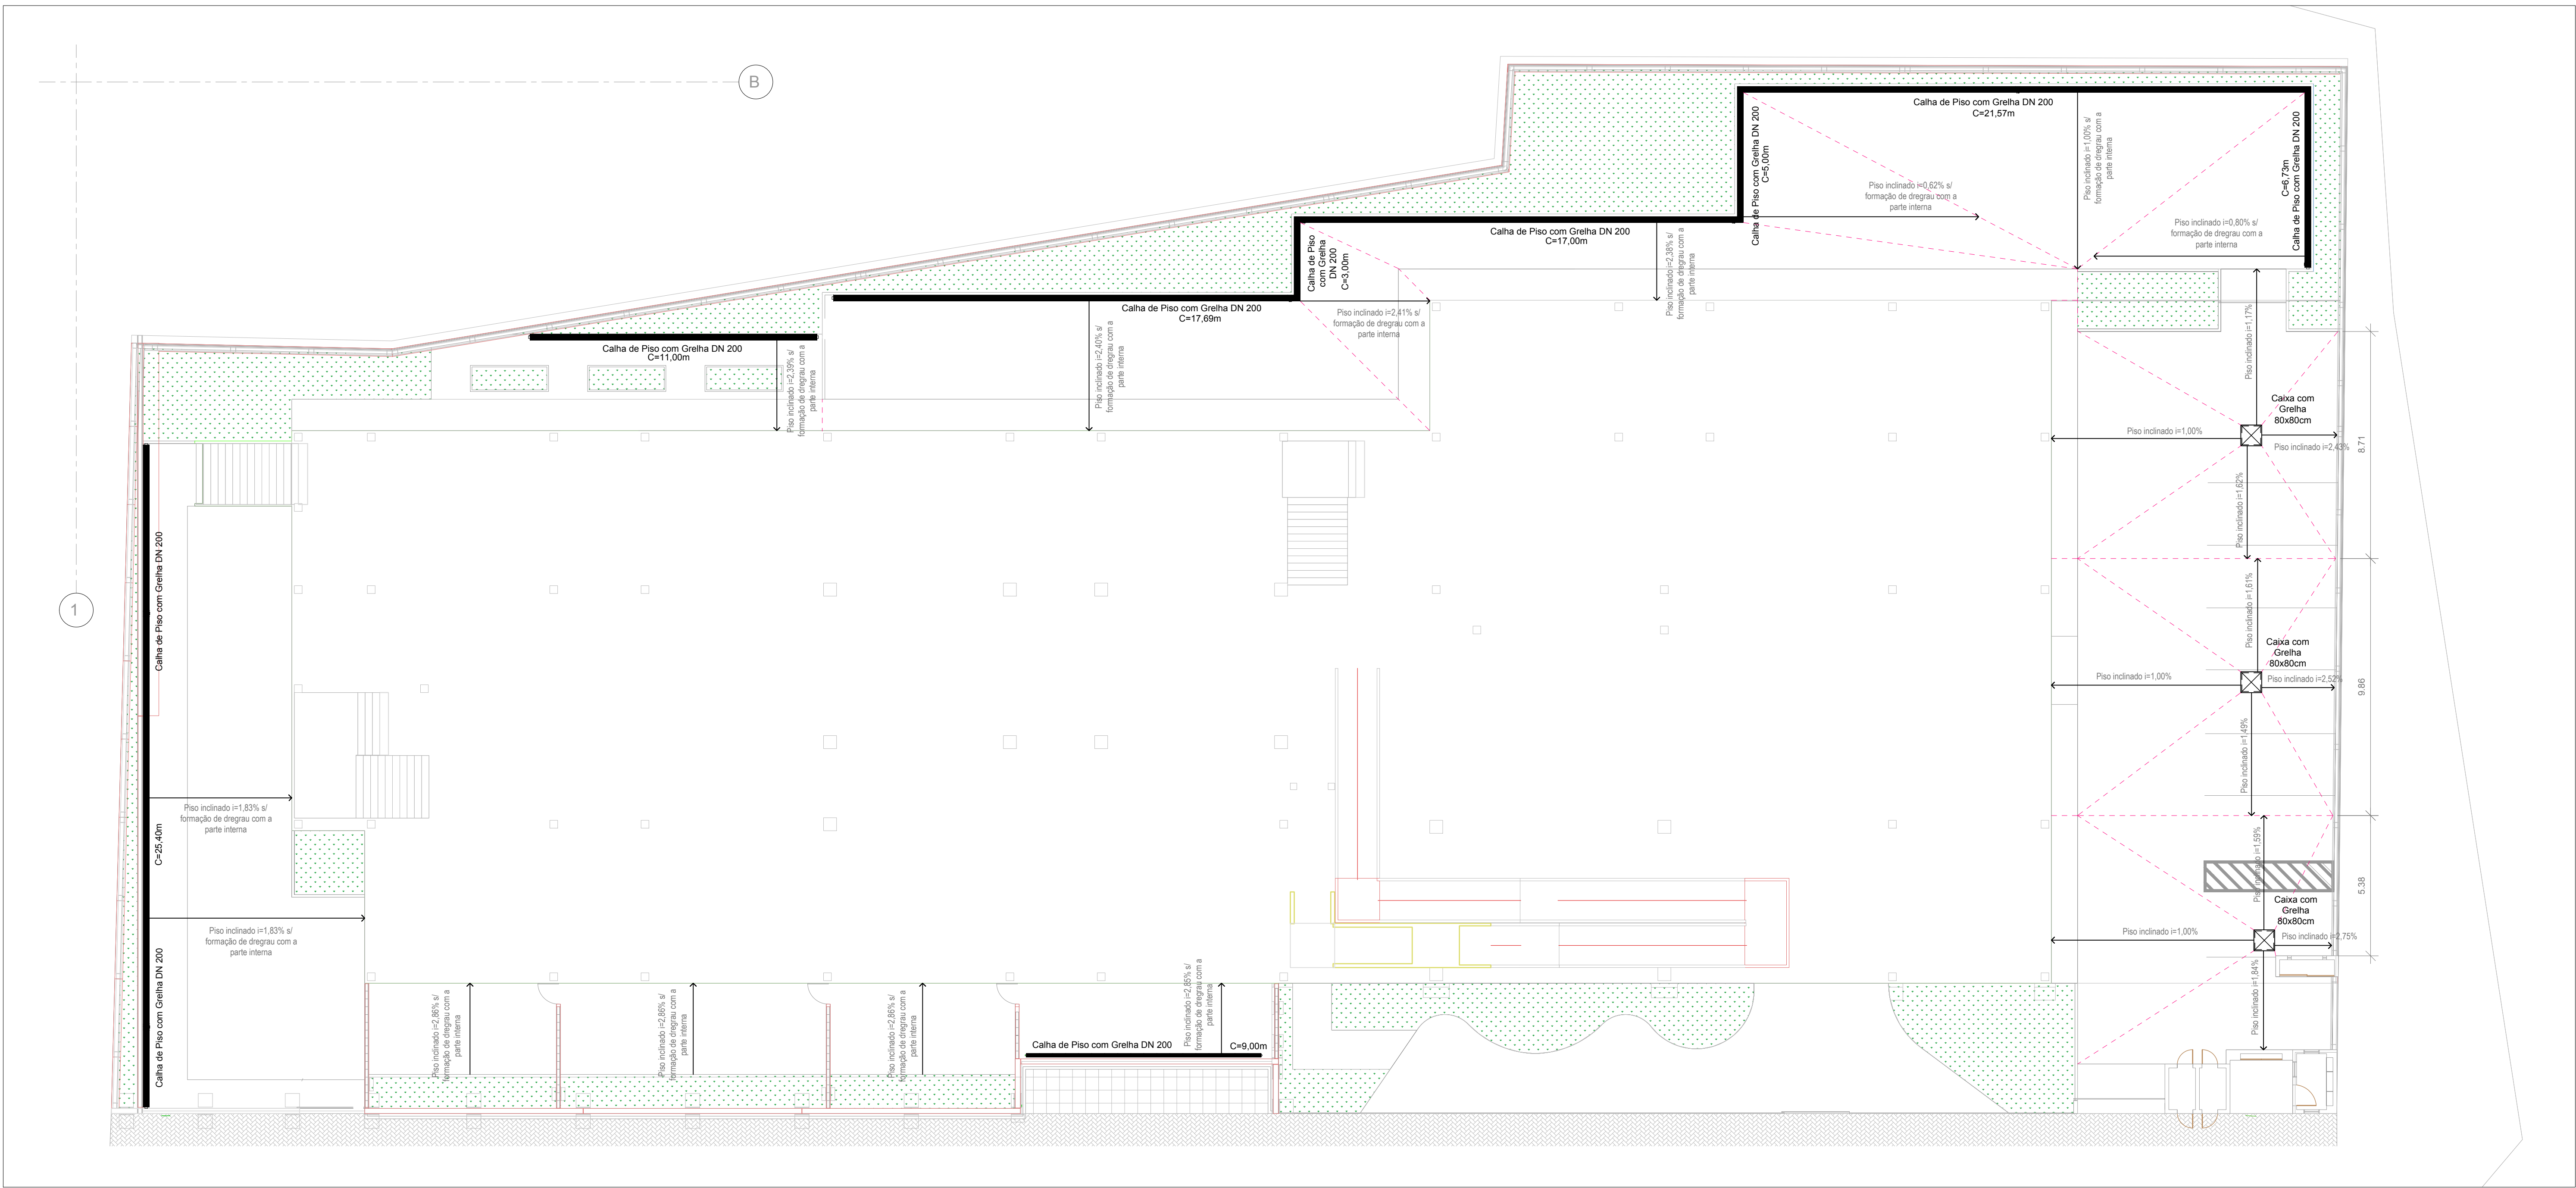 B
Calha de Piso com Grelha DN 200
C=21,57m
Calha de Piso com Grelha DN 200
C=5,00m
Piso inclinado i=1,00% s/
formação de dregrau com a
parte interna
C=6,73m
Calha de Piso com Grelha DN 200
Piso inclinado i=0,62% s/
formação de dregrau com a
parte interna
Piso inclinado i=0,80% s/
formação de dregrau com a
parte interna
Calha de Piso com Grelha DN 200
C=17,00m
Piso inclinado i=2,38% s/
formação de dregrau com a
parte interna
Calha de Piso
com Grelha
DN 200
C=3,00m
Calha de Piso com Grelha DN 200
C=17,69m
Piso inclinado i=2,41% s/
formação de dregrau com a
parte interna
Piso inclinado i=2,40% s/
formação de dregrau com a
parte interna
Calha de Piso com Grelha DN 200
C=11,00m
Piso inclinado i=2,39% s/
formação de dregrau com a
parte interna
Piso inclinado i=1,17%
Caixa com
Grelha
80x80cm
Piso inclinado i=1,00%
Piso inclinado i=2,43%
8.71
Piso inclinado i=1,62%
Calha de Piso com Grelha DN 200
1
Piso inclinado i=1,61%
Caixa com
Grelha
80x80cm
Piso inclinado i=1,00%
Piso inclinado i=2,52%
9.86
Piso inclinado i=1,49%
Piso inclinado i=1,83% s/
formação de dregrau com a
parte interna
C=25,40m
Piso inclinado i=1,59%
5.38
Caixa com
Grelha
80x80cm
Piso inclinado i=1,83% s/
formação de dregrau com a
parte interna
Piso inclinado i=1,00%
Piso inclinado i=2,75%
Calha de Piso com Grelha DN 200
Piso inclinado i=2,86% s/
formação de dregrau com a
parte interna
Piso inclinado i=2,86% s/
formação de dregrau com a
parte interna
Piso inclinado i=2,86% s/
formação de dregrau com a
parte interna
Piso inclinado i=2,85% s/
formação de dregrau com a
parte interna
Calha de Piso com Grelha DN 200
C=9,00m
Piso inclinado i=1,84%